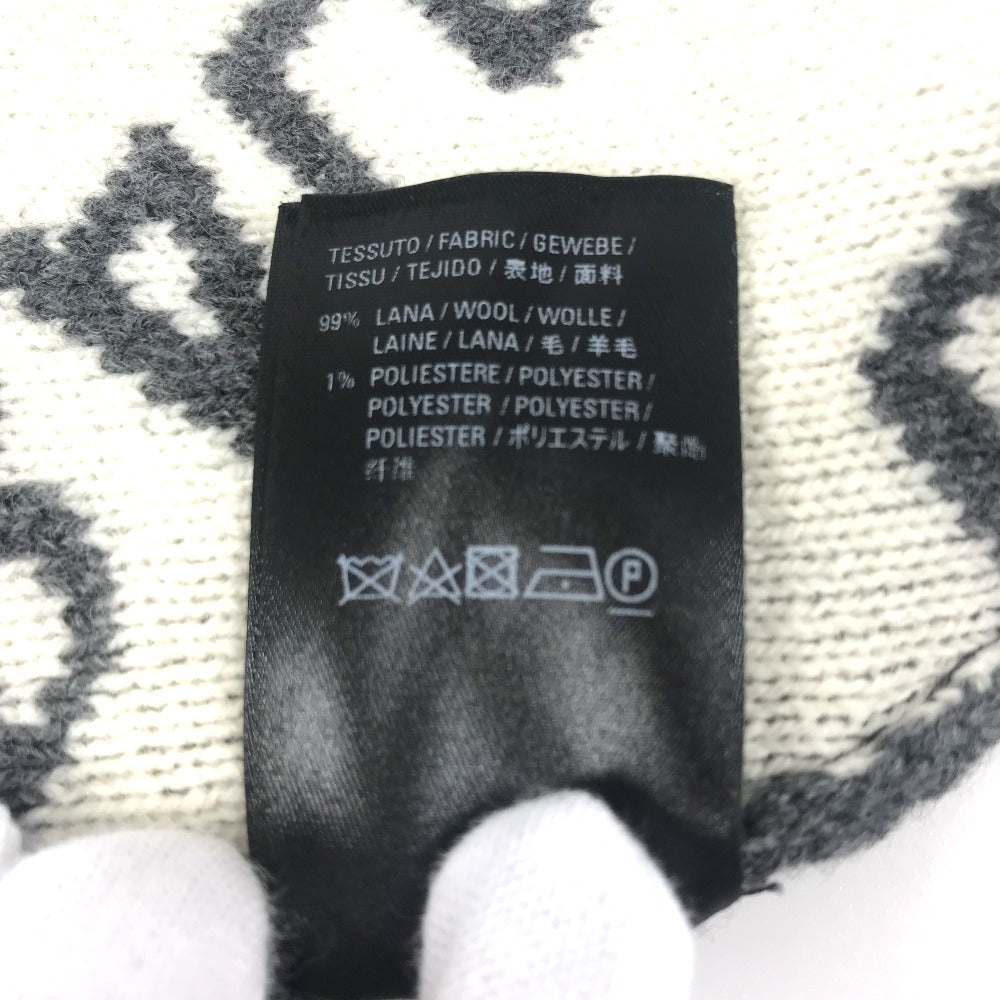 TESSUTO / FABRIC / GEWEBE /
TISSU / TEJIDO / 表地 / 面料
99% LANA / WOOL / WOLLE /
LAINE / LANA / 毛 / 羊毛
1% POLIESTERE / POLYESTER /
POLYESTER / POLYESTER /
POLIESTER / ポリエステル / 聚酯
纤维
P